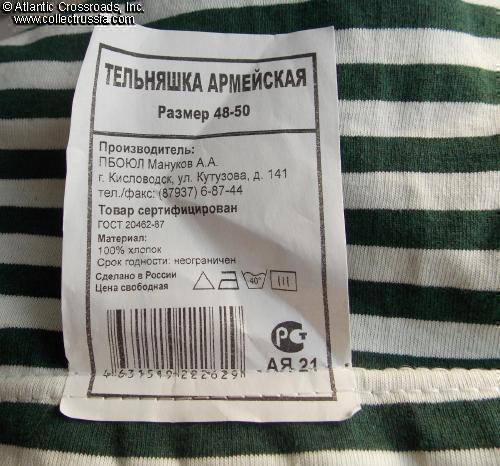 © Atlantic Crossroads, Inc.
www.collectrussia.com
ТЕЛЬНЯШКА АРМЕЙСКАЯ
Размер 48-50
Производитель:
ПБОЮЛ Мануков А.А.
г. Кисловодск, ул. Кутузова, д. 141
тел./факс: (87937) 6-87-44
Товар сертифицирован
ГОСТ 20462-87
Материал:
100% хлопок
Срок годности: неограничен
Сделано в России
Цена свободная
40°
АЯ 21
4631519222629